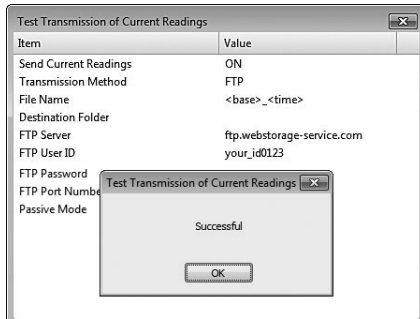 Test Transmission of Current Readings
Item Value
Send Current Readings ON
Transmission Method FTP
File Name <base>_<time>
Destination Folder
FTP Server ftp.webstorage-service.com
FTP User ID your_id0123
FTP Password
FTP Port Numbe
Passive Mode
Test Transmission of Current Readings
Successful
OK